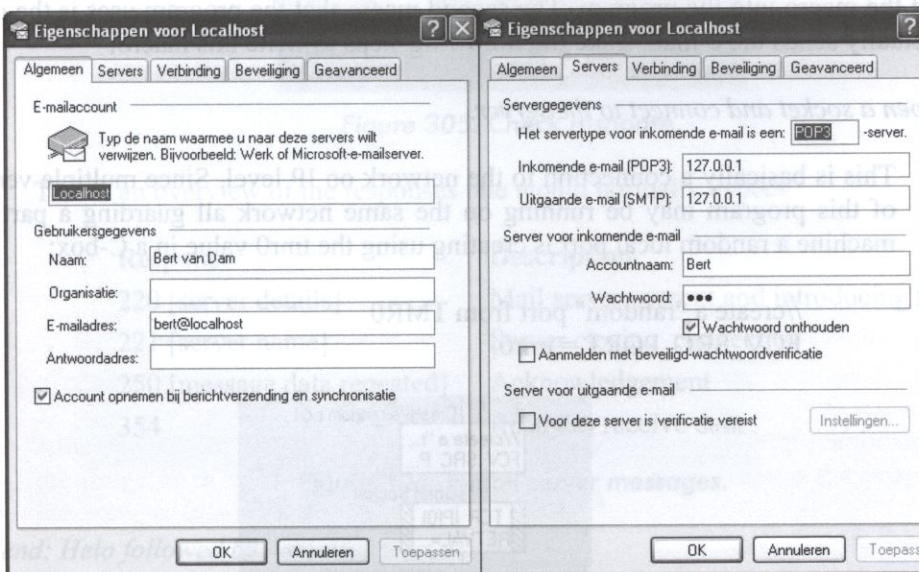 Eigenschappen voor Localhost
Algemeen Servers Verbinding Beveiliging Geavanceerd
E-mailaccount
Typ de naam waarmee u naar deze servers wilt
verwijzen. Bijvoorbeeld: Werk of Microsoft-e-mailserver.
Localhost
Gebruikersgegevens
Naam: Bert van Dam
Organisatie:
E-mailadres: bert@localhost
Antwoordadres:
Account opnemen bij berichtverzending en synchronisatie
OK Annuleren Toepassen
Eigenschappen voor Localhost
Algemeen Servers Verbinding Beveiliging Geavanceerd
Servergegevens
Het servertype voor inkomende e-mail is een: POP3 -server.
Inkomende e-mail (POP3): 127.0.0.1
Uitgaande e-mail (SMTP): 127.0.0.1
Server voor inkomende e-mail
Accountnaam: Bert
Wachtwoord: •••
Wachtwoord onthouden
Aanmelden met beveiligd-wachtwoordverificatie
Server voor uitgaande e-mail
Voor deze server is verificatie vereist Instellingen...
OK Annuleren Toepass